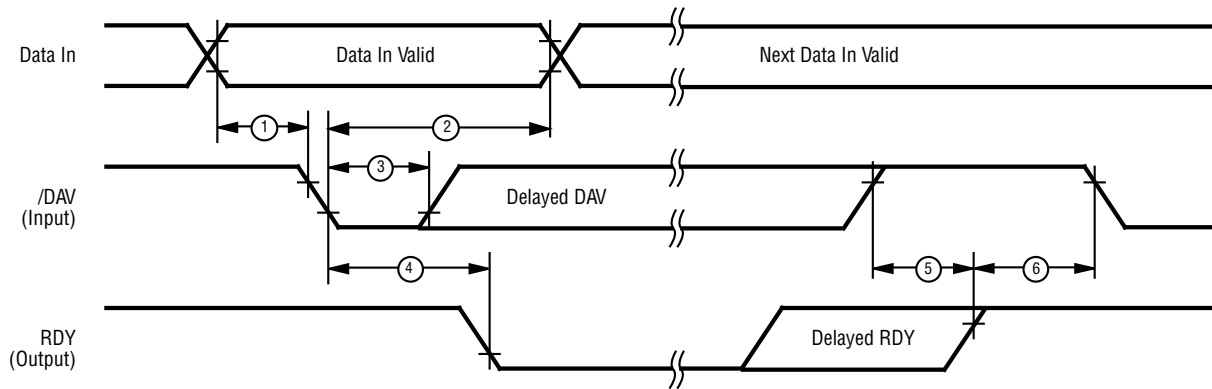 Data In
Data In Valid
Next Data In Valid
1
2
3
/DAV
(Input)
Delayed DAV
4
5
6
RDY
(Output)
Delayed RDY